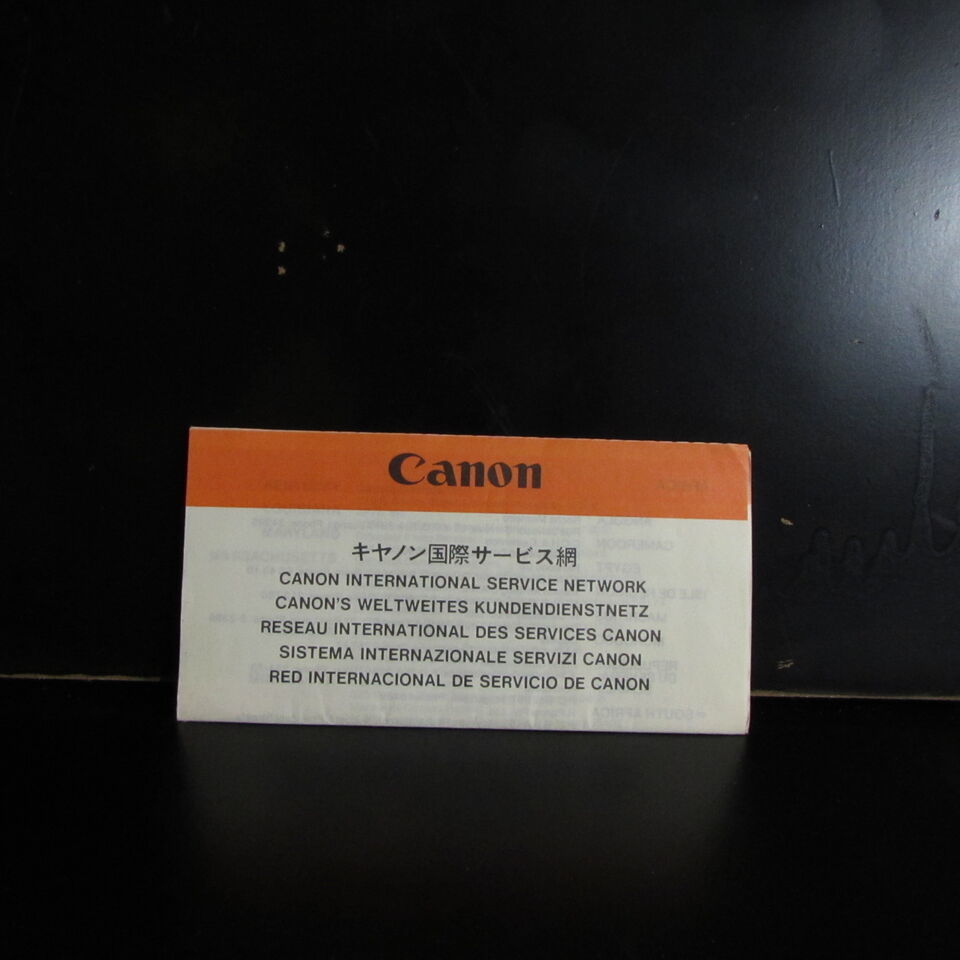 Canon
キヤノン国際サービス網
CANON INTERNATIONAL SERVICE NETWORK
CANON'S WELTWEITES KUNDENDIENSTNETZ
RESEAU INTERNATIONAL DES SERVICES CANON
SISTEMA INTERNAZIONALE SERVIZI CANON
RED INTERNACIONAL DE SERVICIO DE CANON